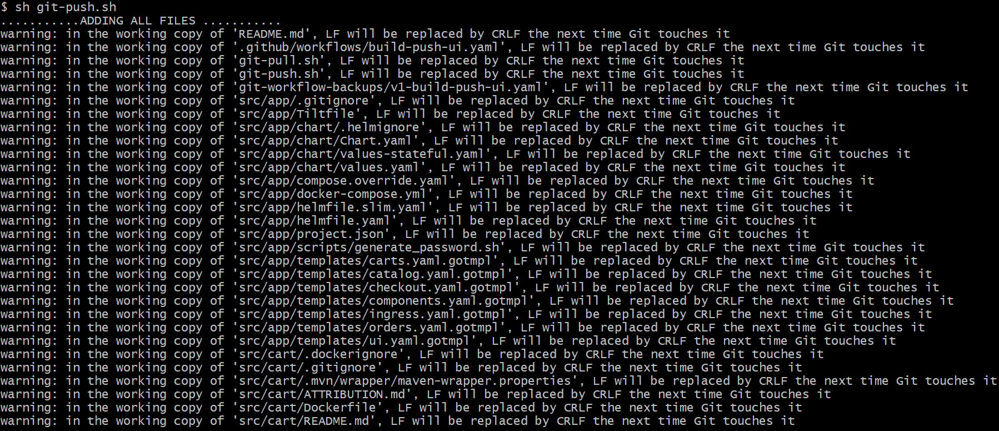 $ sh git-push.sh
...........ADDING ALL FILES ...........
warning: in the working copy of 'README.md', LF will be replaced by CRLF the next time Git touches it
warning: in the working copy of '.github/workflows/build-push-ui.yaml', LF will be replaced by CRLF the next time Git touches it
warning: in the working copy of 'git-pull.sh', LF will be replaced by CRLF the next time Git touches it
warning: in the working copy of 'git-push.sh', LF will be replaced by CRLF the next time Git touches it
warning: in the working copy of 'git-workflow-backups/v1-build-push-ui.yaml', LF will be replaced by CRLF the next time Git touches it
warning: in the working copy of 'src/app/.gitignore', LF will be replaced by CRLF the next time Git touches it
warning: in the working copy of 'src/app/Tiltfile', LF will be replaced by CRLF the next time Git touches it
warning: in the working copy of 'src/app/chart/.helmignore', LF will be replaced by CRLF the next time Git touches it
warning: in the working copy of 'src/app/chart/Chart.yaml', LF will be replaced by CRLF the next time Git touches it
warning: in the working copy of 'src/app/chart/values-stateful.yaml', LF will be replaced by CRLF the next time Git touches it
warning: in the working copy of 'src/app/chart/values.yaml', LF will be replaced by CRLF the next time Git touches it
warning: in the working copy of 'src/app/compose.override.yaml', LF will be replaced by CRLF the next time Git touches it
warning: in the working copy of 'src/app/docker-compose.yml', LF will be replaced by CRLF the next time Git touches it
warning: in the working copy of 'src/app/helmfile.slim.yaml', LF will be replaced by CRLF the next time Git touches it
warning: in the working copy of 'src/app/helmfile.yaml', LF will be replaced by CRLF the next time Git touches it
warning: in the working copy of 'src/app/project.json', LF will be replaced by CRLF the next time Git touches it
warning: in the working copy of 'src/app/scripts/generate_password.sh', LF will be replaced by CRLF the next time Git touches it
warning: in the working copy of 'src/app/templates/carts.yaml.gotmpl', LF will be replaced by CRLF the next time Git touches it
warning: in the working copy of 'src/app/templates/catalog.yaml.gotmpl', LF will be replaced by CRLF the next time Git touches it
warning: in the working copy of 'src/app/templates/checkout.yaml.gotmpl', LF will be replaced by CRLF the next time Git touches it
warning: in the working copy of 'src/app/templates/components.yaml.gotmpl', LF will be replaced by CRLF the next time Git touches it
warning: in the working copy of 'src/app/templates/ingress.yaml.gotmpl', LF will be replaced by CRLF the next time Git touches it
warning: in the working copy of 'src/app/templates/orders.yaml.gotmpl', LF will be replaced by CRLF the next time Git touches it
warning: in the working copy of 'src/app/templates/ui.yaml.gotmpl', LF will be replaced by CRLF the next time Git touches it
warning: in the working copy of 'src/cart/.dockerignore', LF will be replaced by CRLF the next time Git touches it
warning: in the working copy of 'src/cart/.gitignore', LF will be replaced by CRLF the next time Git touches it
warning: in the working copy of 'src/cart/.mvn/wrapper/maven-wrapper.properties', LF will be replaced by CRLF the next time Git touches it
warning: in the working copy of 'src/cart/ATTRIBUTION.md', LF will be replaced by CRLF the next time Git touches it
warning: in the working copy of 'src/cart/Dockerfile', LF will be replaced by CRLF the next time Git touches it
warning: in the working copy of 'src/cart/README.md', LF will be replaced by CRLF the next time Git touches it